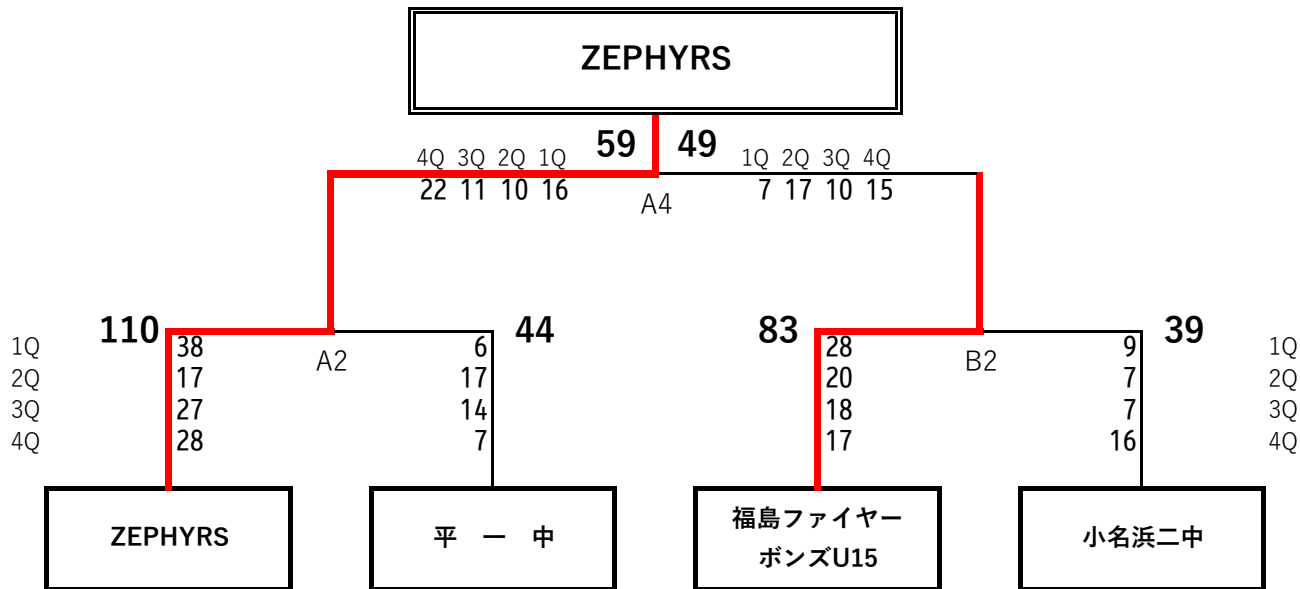 ZEPHYRS
59 49
4Q 3Q 2Q 1Q 1Q 2Q 3Q 4Q
22 11 10 16 7 17 10 15
A4
110 44 83 39
1Q 38 6 28 9 1Q
A2 B2
2Q 17 17 20 7 2Q
3Q 27 14 18 7 3Q
4Q 28 7 17 16 4Q
ZEPHYRS
平 一 中
福島ファイヤー
ボンズU15
小名浜二中